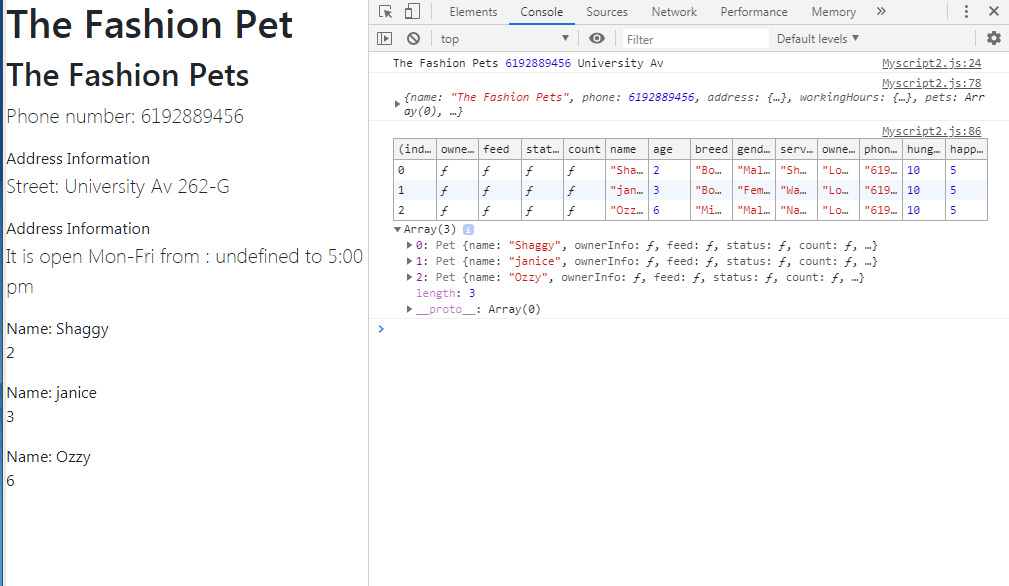 The Fashion Pet
The Fashion Pets
Phone number: 6192889456
Address Information
Street: University Av 262-G
Address Information
It is open Mon-Fri from : undefined to 5:00
pm
Name: Shaggy
2
Name: janice
3
Name: Ozzy
6
Elements Console Sources Network Performance Memory »
top Filter Default levels
The Fashion Pets 6192889456 University Av Myscript2.js:24
Myscript2.js:78
{name: "The Fashion Pets", phone: 6192889456, address: {…}, workingHours: {…}, pets: Arr
ay(0), …}
Myscript2.js:86
(ind… owne… feed stat… count name age breed gend… serv… owne… phon… hung… happ…
0 ƒ ƒ ƒ ƒ "Sha… 2 "Bo… "Mal… "Sh… "Lo… "619… 10 5
1 ƒ ƒ ƒ ƒ "jan… 3 "Bo… "Fem… "Wa… "Lo… "619… 10 5
2 ƒ ƒ ƒ ƒ "Ozz… 6 "Mi… "Mal… "Na… "Lo… "619… 10 5
Array(3)
0: Pet {name: "Shaggy", ownerInfo: ƒ, feed: ƒ, status: ƒ, count: ƒ, …}
1: Pet {name: "janice", ownerInfo: ƒ, feed: ƒ, status: ƒ, count: ƒ, …}
2: Pet {name: "Ozzy", ownerInfo: ƒ, feed: ƒ, status: ƒ, count: ƒ, …}
length: 3
__proto__: Array(0)